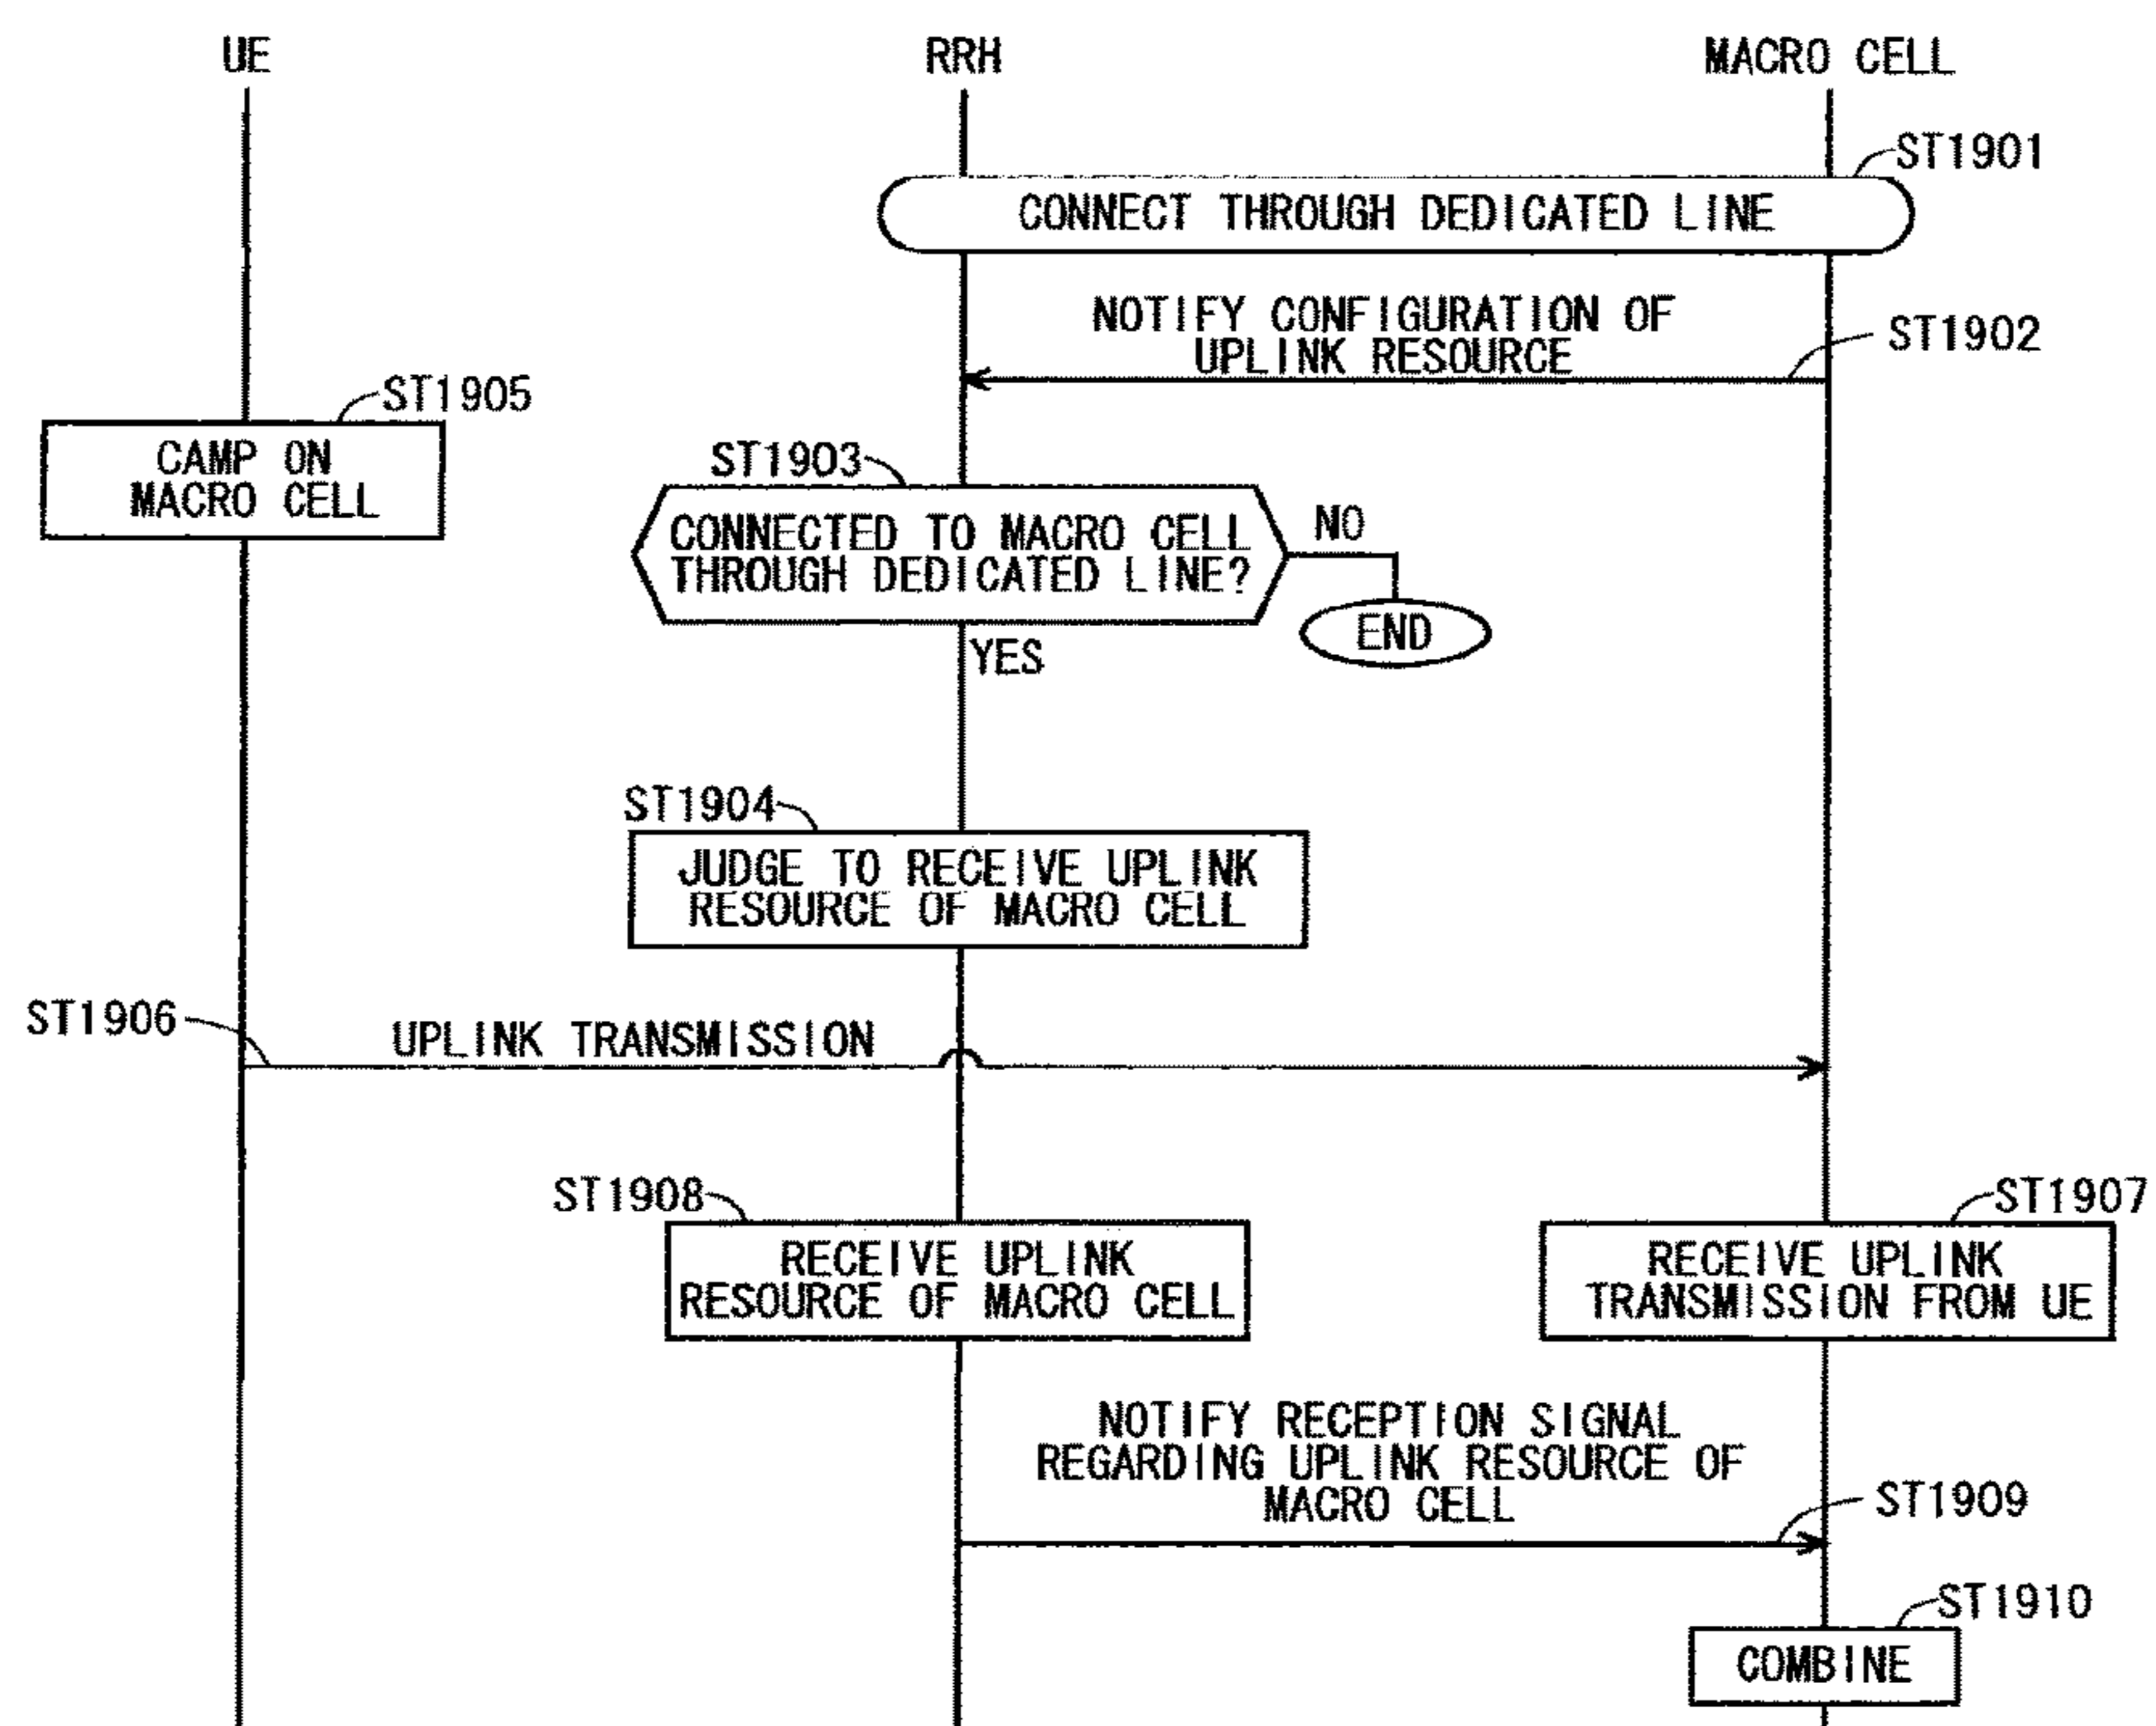 UE
RRH
MACRO CELL
ST1901
CONNECT THROUGH DEDICATED LINE
NOTIFY CONFIGURATION OF
UPLINK RESOURCE
ST1902
ST1905
CAMP ON
MACRO CELL
ST1903
CONNECTED TO MACRO CELL
THROUGH DEDICATED LINE?
NO
END
YES
ST1904
JUDGE TO RECEIVE UPLINK
RESOURCE OF MACRO CELL
ST1906
UPLINK TRANSMISSION
ST1908
RECEIVE UPLINK
RESOURCE OF MACRO CELL
ST1907
RECEIVE UPLINK
TRANSMISSION FROM UE
NOTIFY RECEPTION SIGNAL
REGARDING UPLINK RESOURCE OF
MACRO CELL
ST1909
ST1910
COMBINE